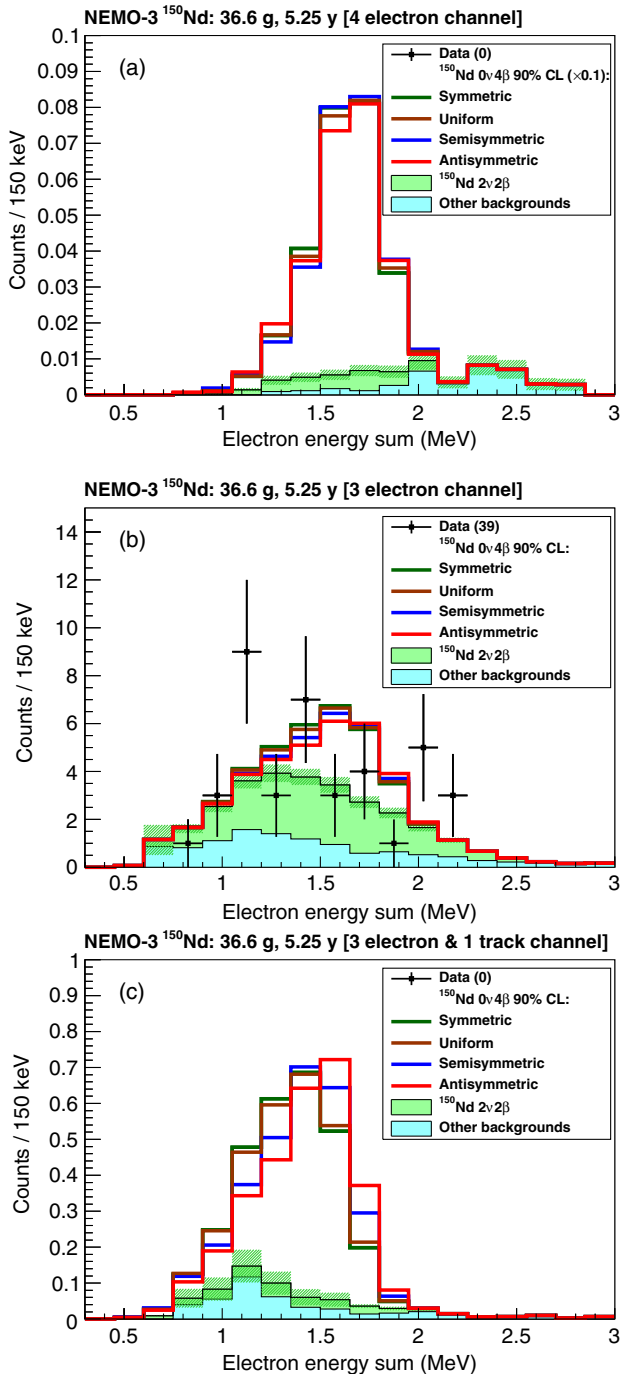 NEMO-3 ¹⁵⁰Nd: 36.6 g, 5.25 y [4 electron channel]
(a)
Data (0)
¹⁵⁰Nd 0ν4β 90% CL (×0.1):
Symmetric
Uniform
Semisymmetric
Antisymmetric
¹⁵⁰Nd 2ν2β
Other backgrounds
Counts / 150 keV
0.1
0.09
0.08
0.07
0.06
0.05
0.04
0.03
0.02
0.01
0
0.5 1 1.5 2 2.5 3
Electron energy sum (MeV)
NEMO-3 ¹⁵⁰Nd: 36.6 g, 5.25 y [3 electron channel]
(b)
Data (39)
¹⁵⁰Nd 0ν4β 90% CL:
Symmetric
Uniform
Semisymmetric
Antisymmetric
¹⁵⁰Nd 2ν2β
Other backgrounds
Counts / 150 keV
14
12
10
8
6
4
2
0
0.5 1 1.5 2 2.5 3
Electron energy sum (MeV)
NEMO-3 ¹⁵⁰Nd: 36.6 g, 5.25 y [3 electron & 1 track channel]
(c)
Data (0)
¹⁵⁰Nd 0ν4β 90% CL:
Symmetric
Uniform
Semisymmetric
Antisymmetric
¹⁵⁰Nd 2ν2β
Other backgrounds
Counts / 150 keV
1
0.9
0.8
0.7
0.6
0.5
0.4
0.3
0.2
0.1
0
0.5 1 1.5 2 2.5 3
Electron energy sum (MeV)